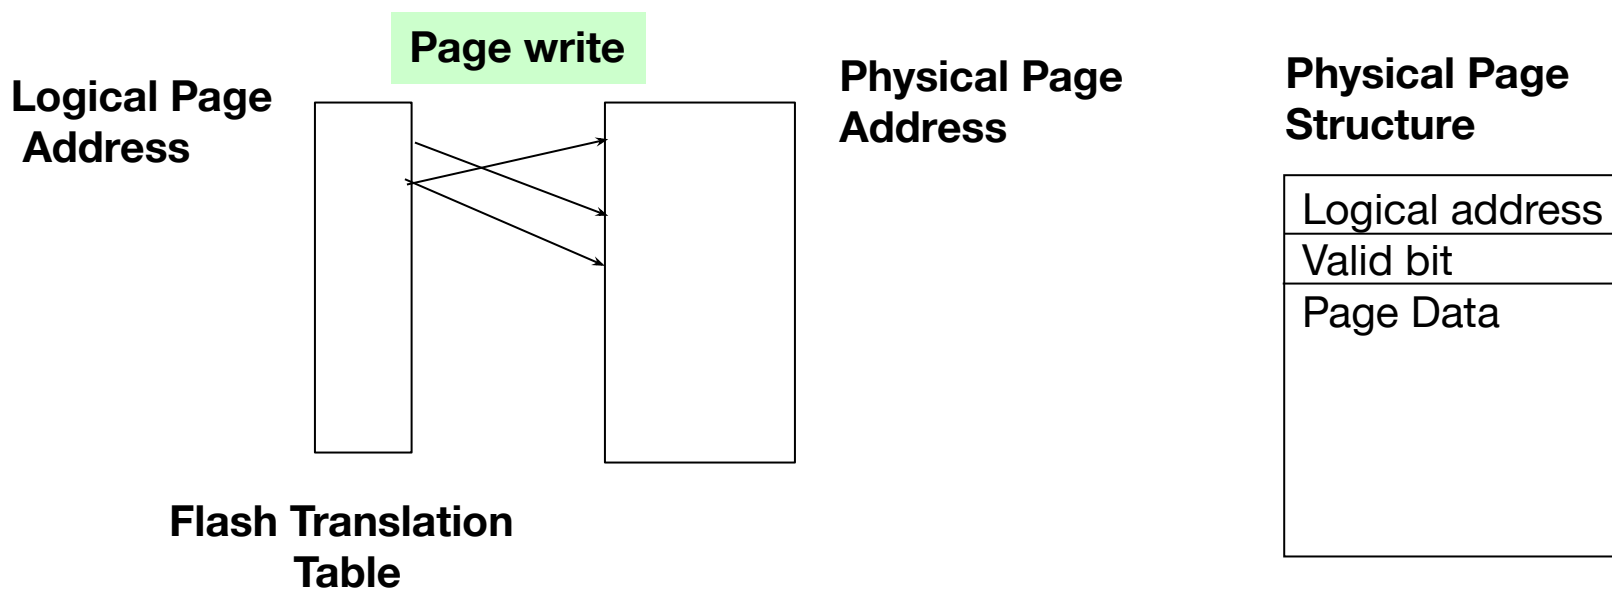 Page write
Logical Page
Address
Physical Page
Address
Physical Page
Structure
Logical address
Valid bit
Page Data
Flash Translation
Table